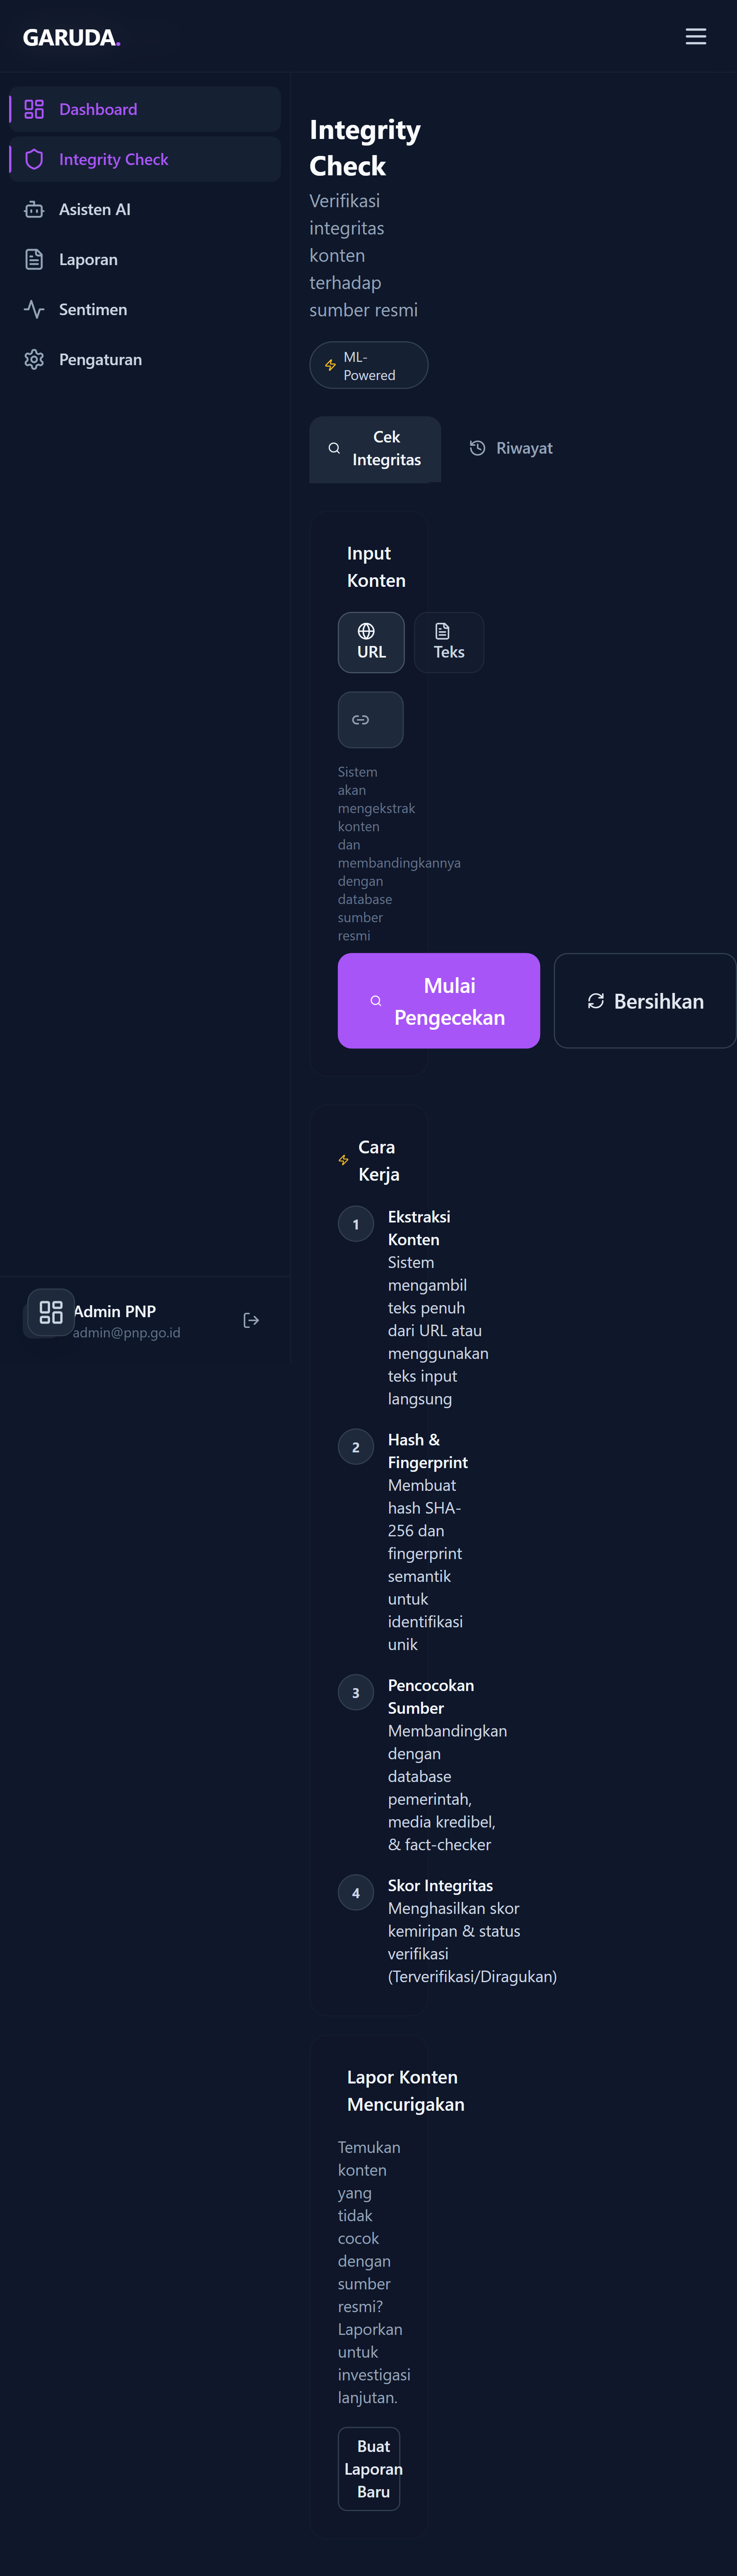 GARUDA.
Dashboard
Integrity Check
Asisten AI
Laporan
Sentimen
Pengaturan
Admin PNP
admin@pnp.go.id
Integrity
Check
Verifikasi
integritas
konten
terhadap
sumber resmi
ML-
Powered
Cek
Integritas
Riwayat
Input
Konten
URL
Teks
Sistem
akan
mengekstrak
konten
dan
membandingkannya
dengan
database
sumber
resmi
Mulai
Pengecekan
Bersihkan
Cara
Kerja
1
Ekstraksi
Konten
Sistem
mengambil
teks penuh
dari URL atau
menggunakan
teks input
langsung
2
Hash &
Fingerprint
Membuat
hash SHA-
256 dan
fingerprint
semantik
untuk
identifikasi
unik
3
Pencocokan
Sumber
Membandingkan
dengan
database
pemerintah,
media kredibel,
& fact-checker
4
Skor Integritas
Menghasilkan skor
kemiripan & status
verifikasi
(Terverifikasi/Diragukan)
Lapor Konten
Mencurigakan
Temukan
konten
yang
tidak
cocok
dengan
sumber
resmi?
Laporkan
untuk
investigasi
lanjutan.
Buat
Laporan
Baru